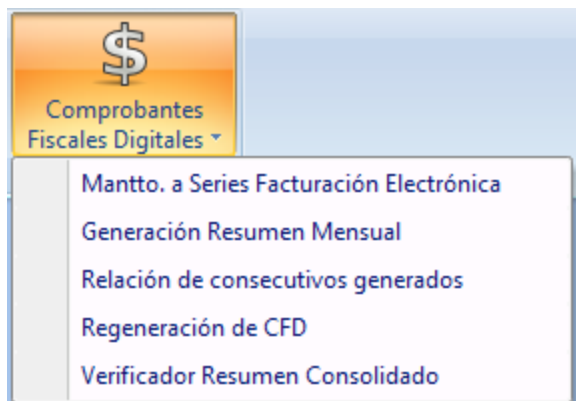 Comprobantes
Fiscales Digitales
Mantto. a Series Facturación Electrónica
Generación Resumen Mensual
Relación de consecutivos generados
Regeneración de CFD
Verificador Resumen Consolidado